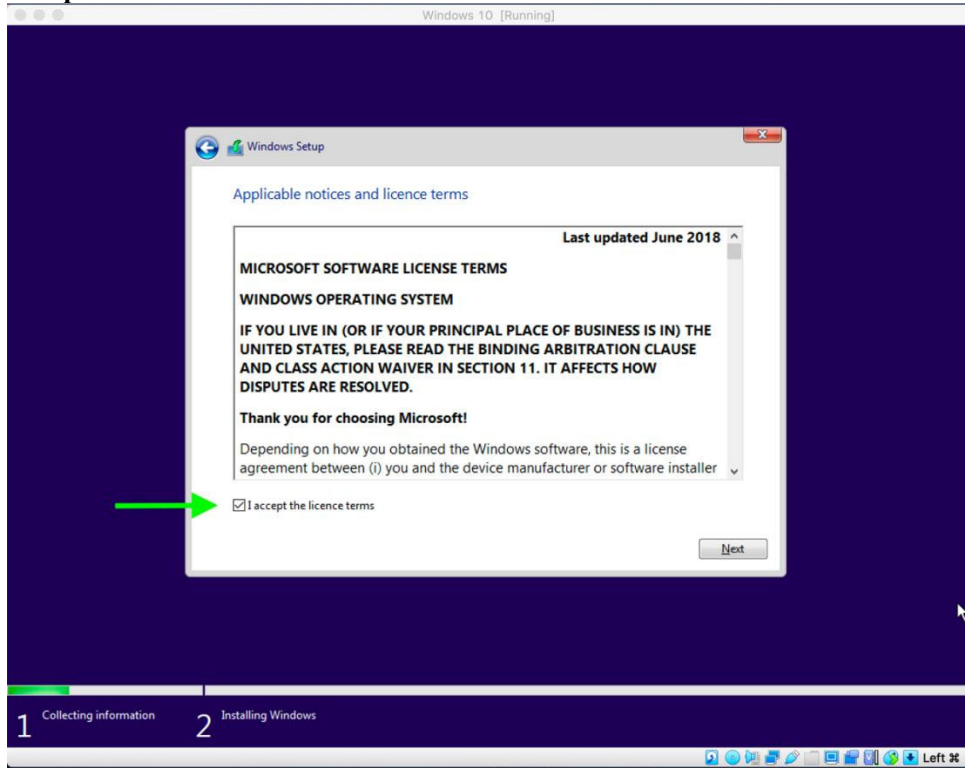 Windows 10 [Running]
Windows Setup
Applicable notices and licence terms
Last updated June 2018
MICROSOFT SOFTWARE LICENSE TERMS
WINDOWS OPERATING SYSTEM
IF YOU LIVE IN (OR IF YOUR PRINCIPAL PLACE OF BUSINESS IS IN) THE
UNITED STATES, PLEASE READ THE BINDING ARBITRATION CLAUSE
AND CLASS ACTION WAIVER IN SECTION 11. IT AFFECTS HOW
DISPUTES ARE RESOLVED.
Thank you for choosing Microsoft!
Depending on how you obtained the Windows software, this is a license
agreement between (i) you and the device manufacturer or software installer
I accept the licence terms
Next
1 Collecting information
2 Installing Windows
Left ⌘